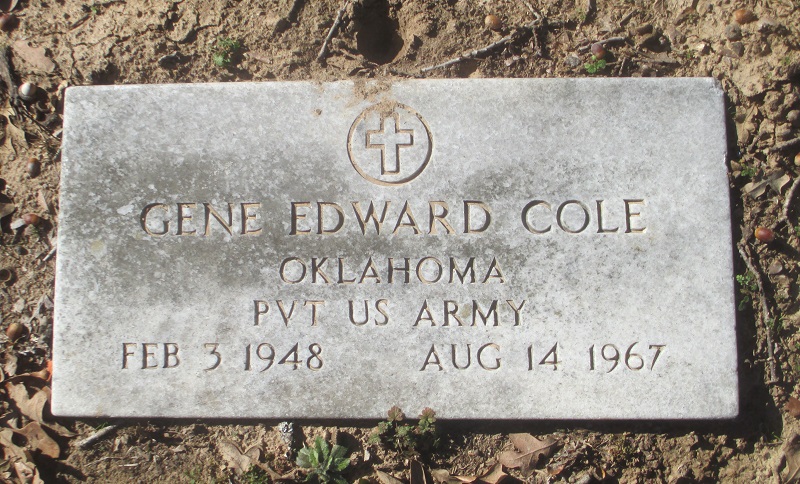 GENE EDWARD COLE
OKLAHOMA
PVT US ARMY
FEB 3 1948 AUG 14 1967